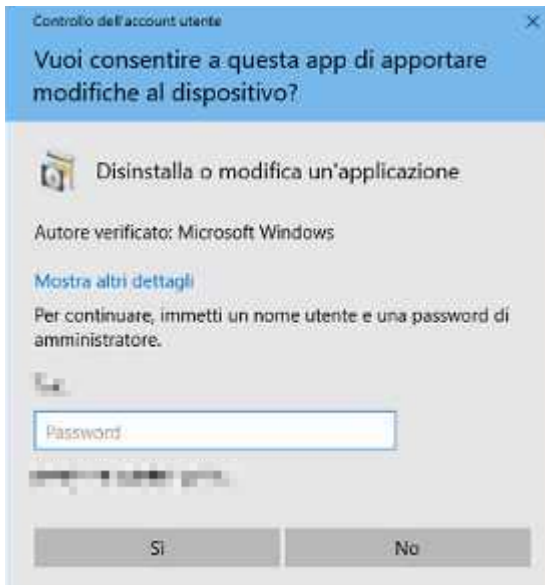 Controllo dell'account utente
Vuoi consentire a questa app di apportare
modifiche al dispositivo?
Disinstalla o modifica un'applicazione
Autore verificato: Microsoft Windows
Mostra altri dettagli
Per continuare, immetti un nome utente e una password di
amministratore.
Password
Sì
No